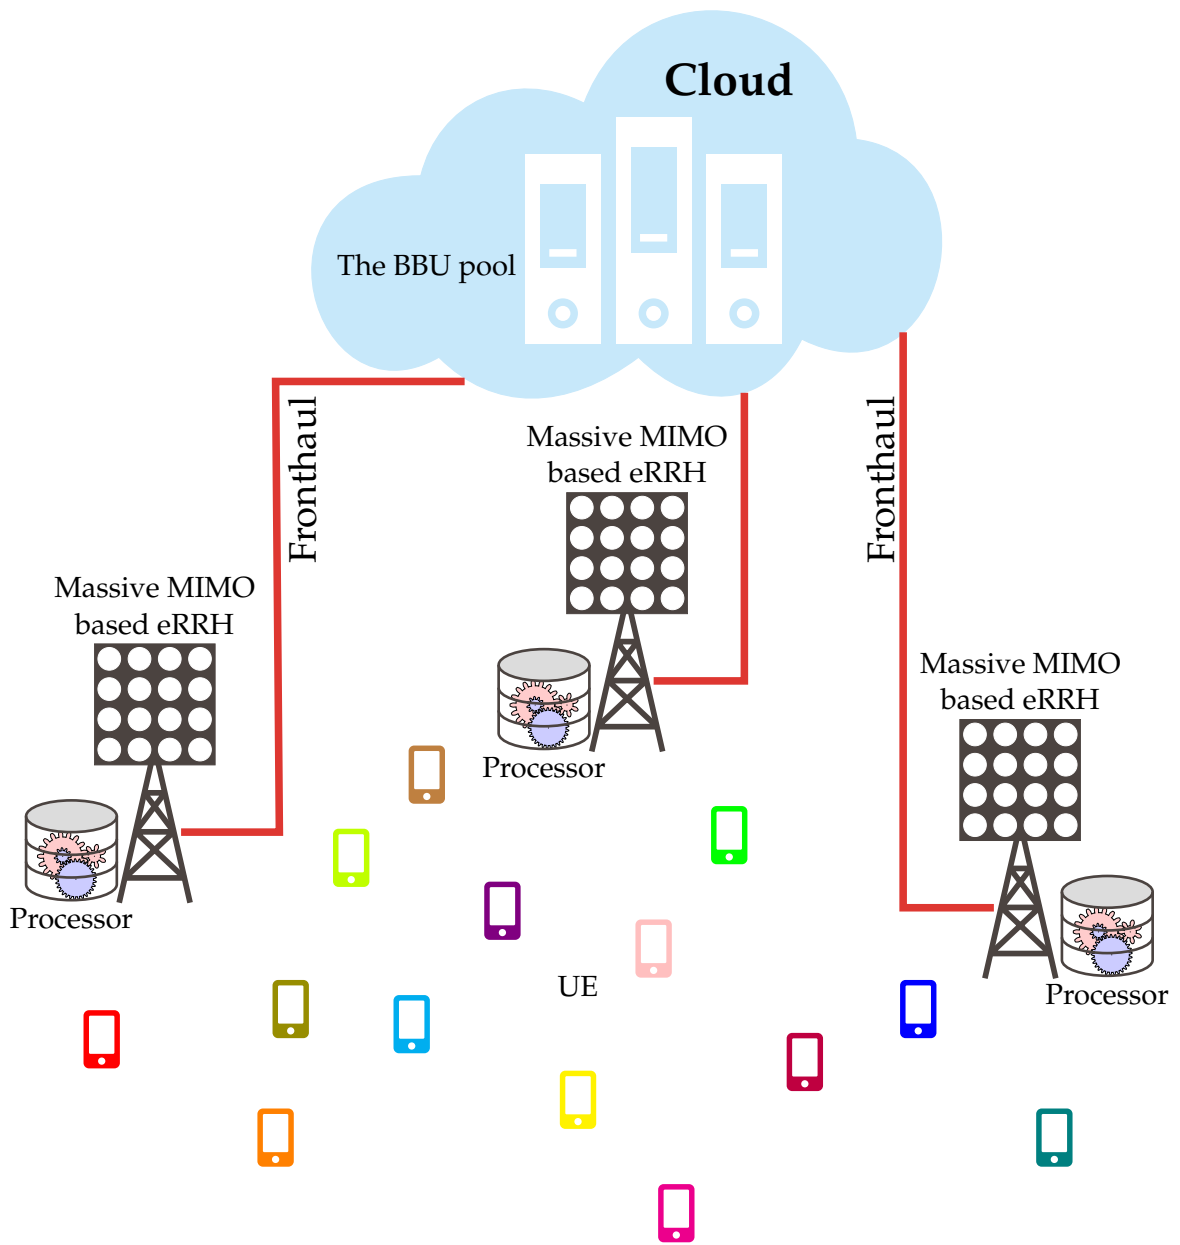 Cloud
The BBU pool
Fronthaul
Massive MIMO
based eRRH
Fronthaul
Massive MIMO
based eRRH
Massive MIMO
based eRRH
Processor
Processor
UE
Processor